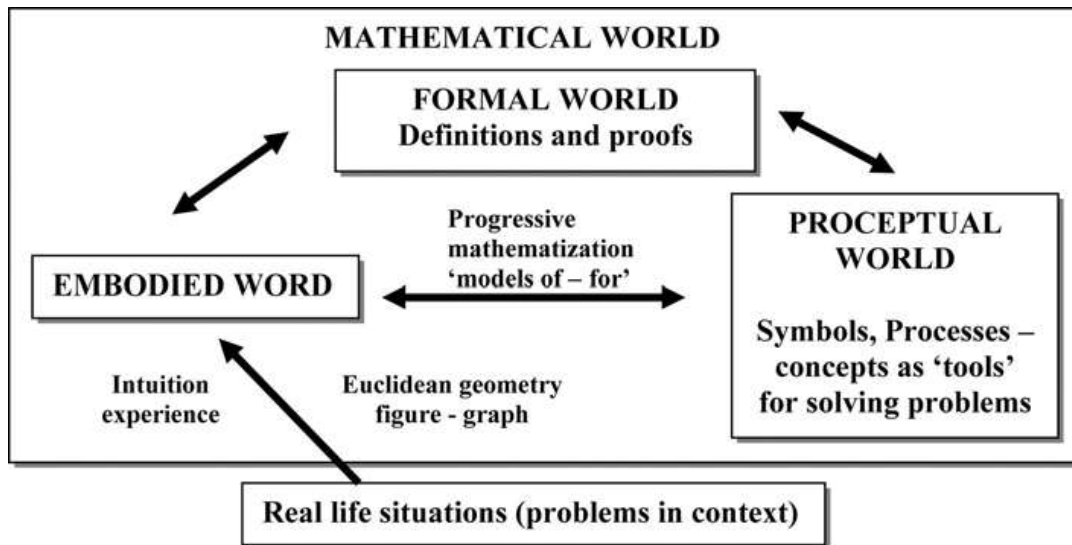 MATHEMATICAL WORLD
FORMAL WORLD
Definitions and proofs
Progressive
mathematization
‘models of – for’
EMBODIED WORD
PROCEPTUAL
WORLD
Symbols, Processes –
concepts as ‘tools’
for solving problems
Intuition
experience
Euclidean geometry
figure - graph
Real life situations (problems in context)